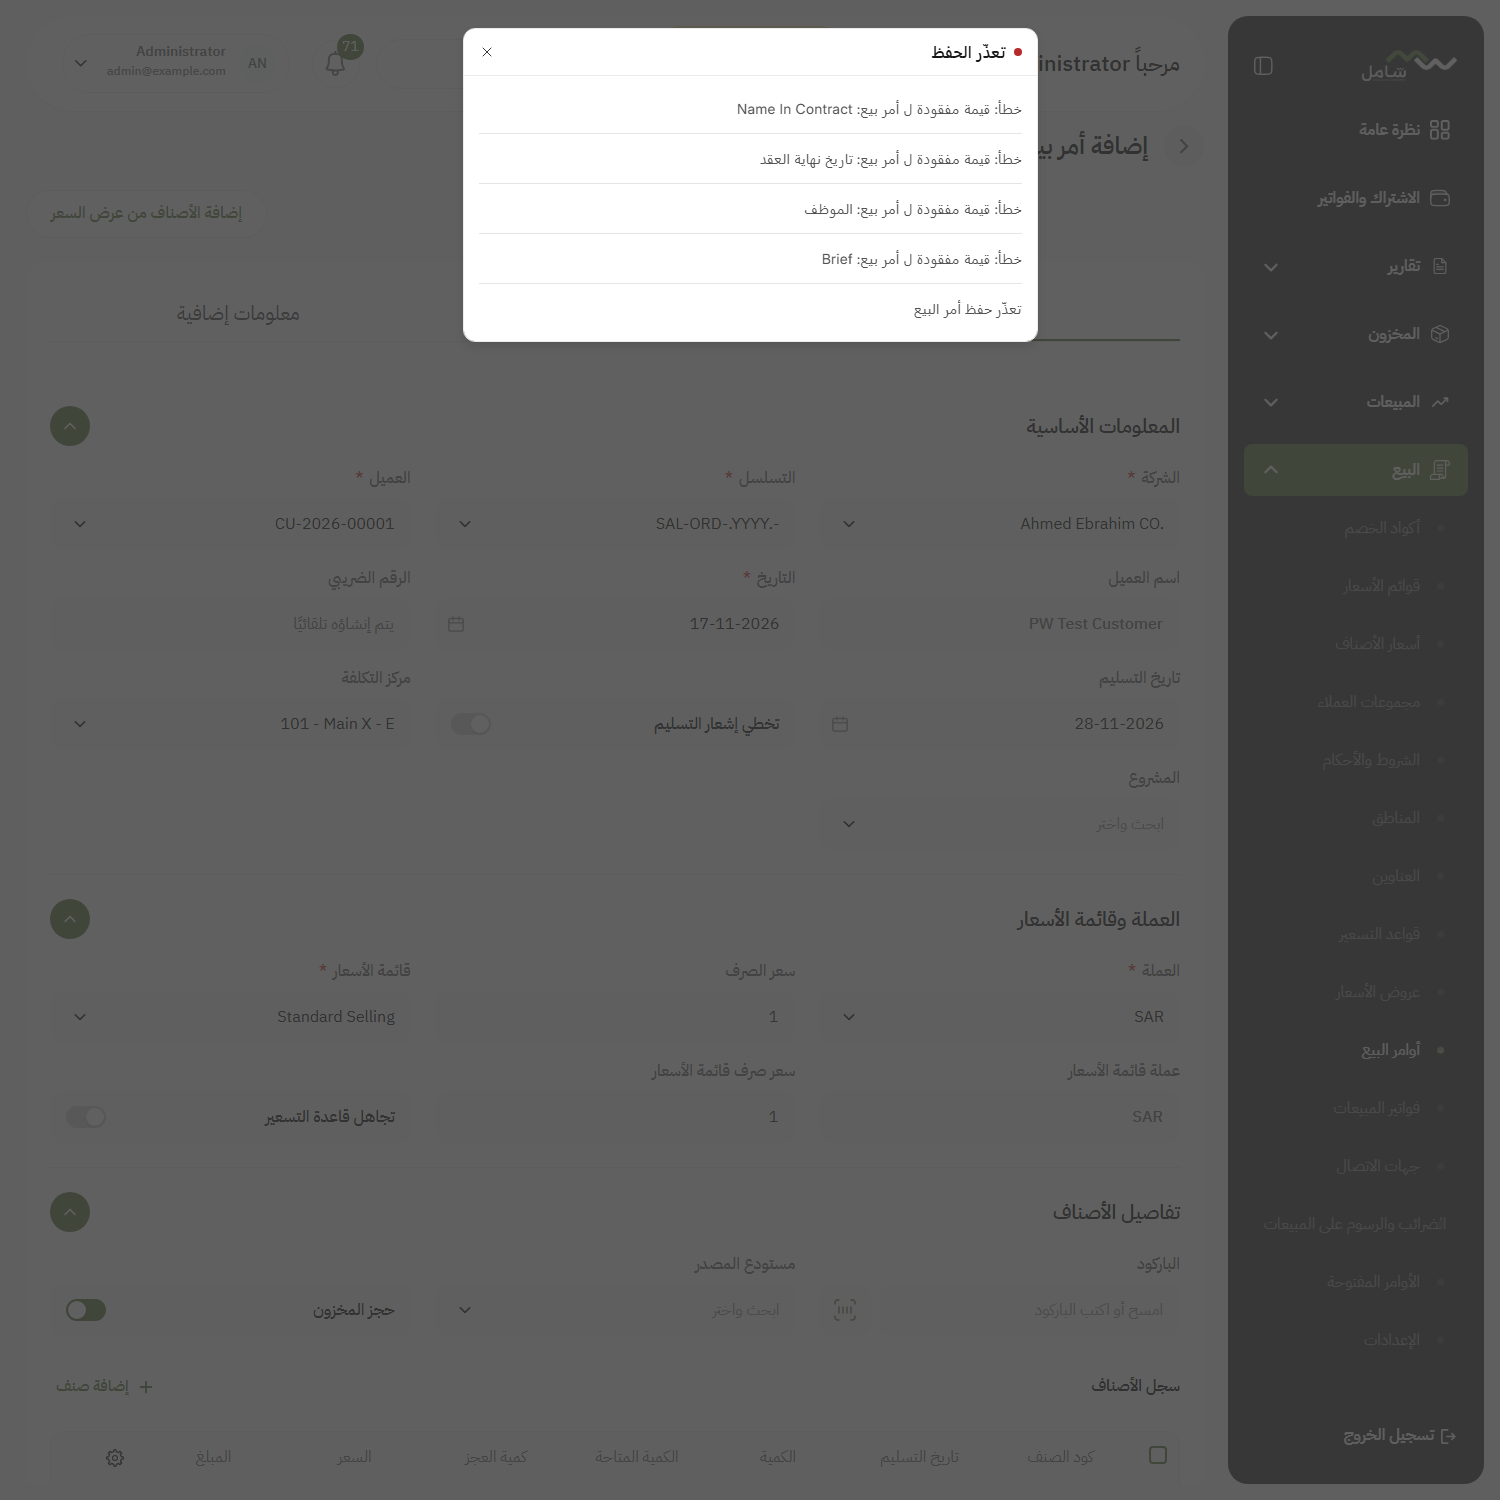 تعذّر الحفظ
خطأ: قيمة مفقودة ل أمر بيع: Name In Contract
خطأ: قيمة مفقودة ل أمر بيع: تاريخ نهاية العقد
خطأ: قيمة مفقودة ل أمر بيع: الموظف
خطأ: قيمة مفقودة ل أمر بيع: Brief
تعذّر حفظ أمر البيع
شامل
نظرة عامة
الاشتراك والفواتير
تقارير
المخزون
المبيعات
البيع
أكواد الخصم
قوائم الأسعار
أسعار الأصناف
مجموعات العملاء
الشروط والأحكام
المناطق
العناوين
قواعد التسعير
عروض الأسعار
أوامر البيع
فواتير المبيعات
جهات الاتصال
الضرائب والرسوم على المبيعات
الأوامر المفتوحة
الإعدادات
تسجيل الخروج
مرحباً
71
Administrator
admin@example.com
AN
إضافة أمر
إضافة الأصناف من عرض السعر
معلومات إضافية
المعلومات الأساسية
الشركة * التسلسل * العميل *
Ahmed Ebrahim CO. SAL-ORD-.YYYY.- CU-2026-00001
اسم العميل التاريخ * الرقم الضريبي
PW Test Customer 17-11-2026 يتم إنشاؤه تلقائيًا
تاريخ التسليم مركز التكلفة
28-11-2026 تخطي إشعار التسليم 101 - Main X - E
المشروع
ابحث واختر
العملة وقائمة الأسعار
العملة * سعر الصرف قائمة الأسعار *
SAR 1 Standard Selling
عملة قائمة الأسعار سعر صرف قائمة الأسعار
SAR 1 تجاهل قاعدة التسعير
تفاصيل الأصناف
الباركود مستودع المصدر
امسح أو اكتب الباركود ابحث واختر حجز المخزون
سجل الأصناف إضافة صنف
كود الصنف تاريخ التسليم الكمية الكمية المتاحة كمية العجز السعر المبلغ